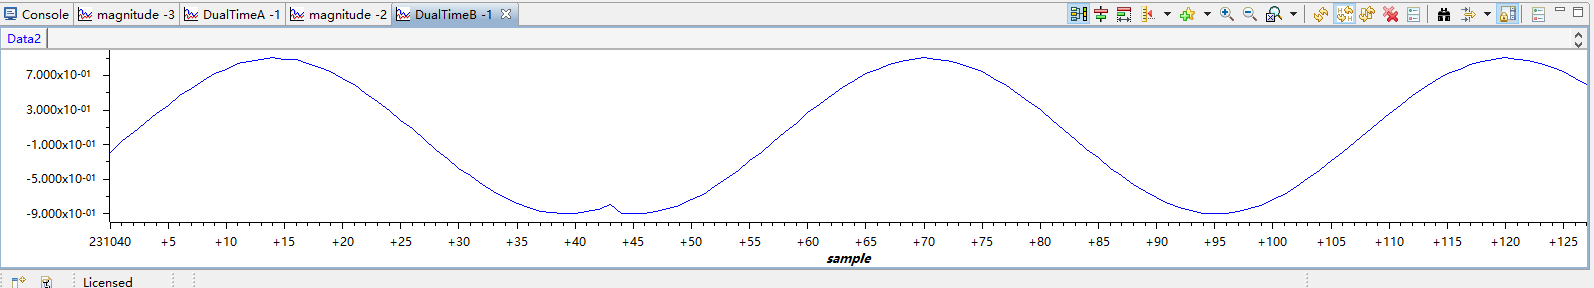 Console magnitude -3 DualTimeA -1 magnitude -2 DualTimeB -1
Data2
7.000x10-01
3.000x10-01
-1.000x10-01
-5.000x10-01
-9.000x10-01
231040 +5 +10 +15 +20 +25 +30 +35 +40 +45 +50 +55 +60 +65 +70 +75 +80 +85 +90 +95 +100 +105 +110 +115 +120 +125
sample
Licensed